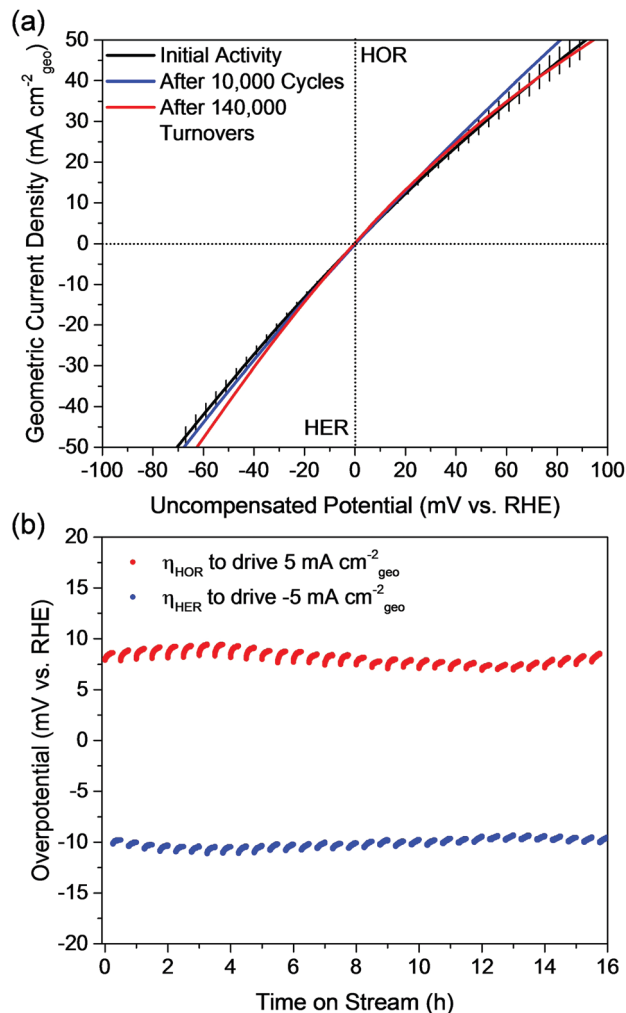 (a)
50
40
30
20
10
0
-10
-20
-30
-40
-50
Geometric Current Density (mA cm⁻²geo)
Initial Activity
After 10,000 Cycles
After 140,000
Turnovers
HOR
HER
-100 -80 -60 -40 -20 0 20 40 60 80 100
Uncompensated Potential (mV vs. RHE)
(b)
20
15
10
5
0
-5
-10
-15
-20
Overpotential (mV vs. RHE)
ηHOR to drive 5 mA cm⁻²geo
ηHER to drive -5 mA cm⁻²geo
0 2 4 6 8 10 12 14 16
Time on Stream (h)